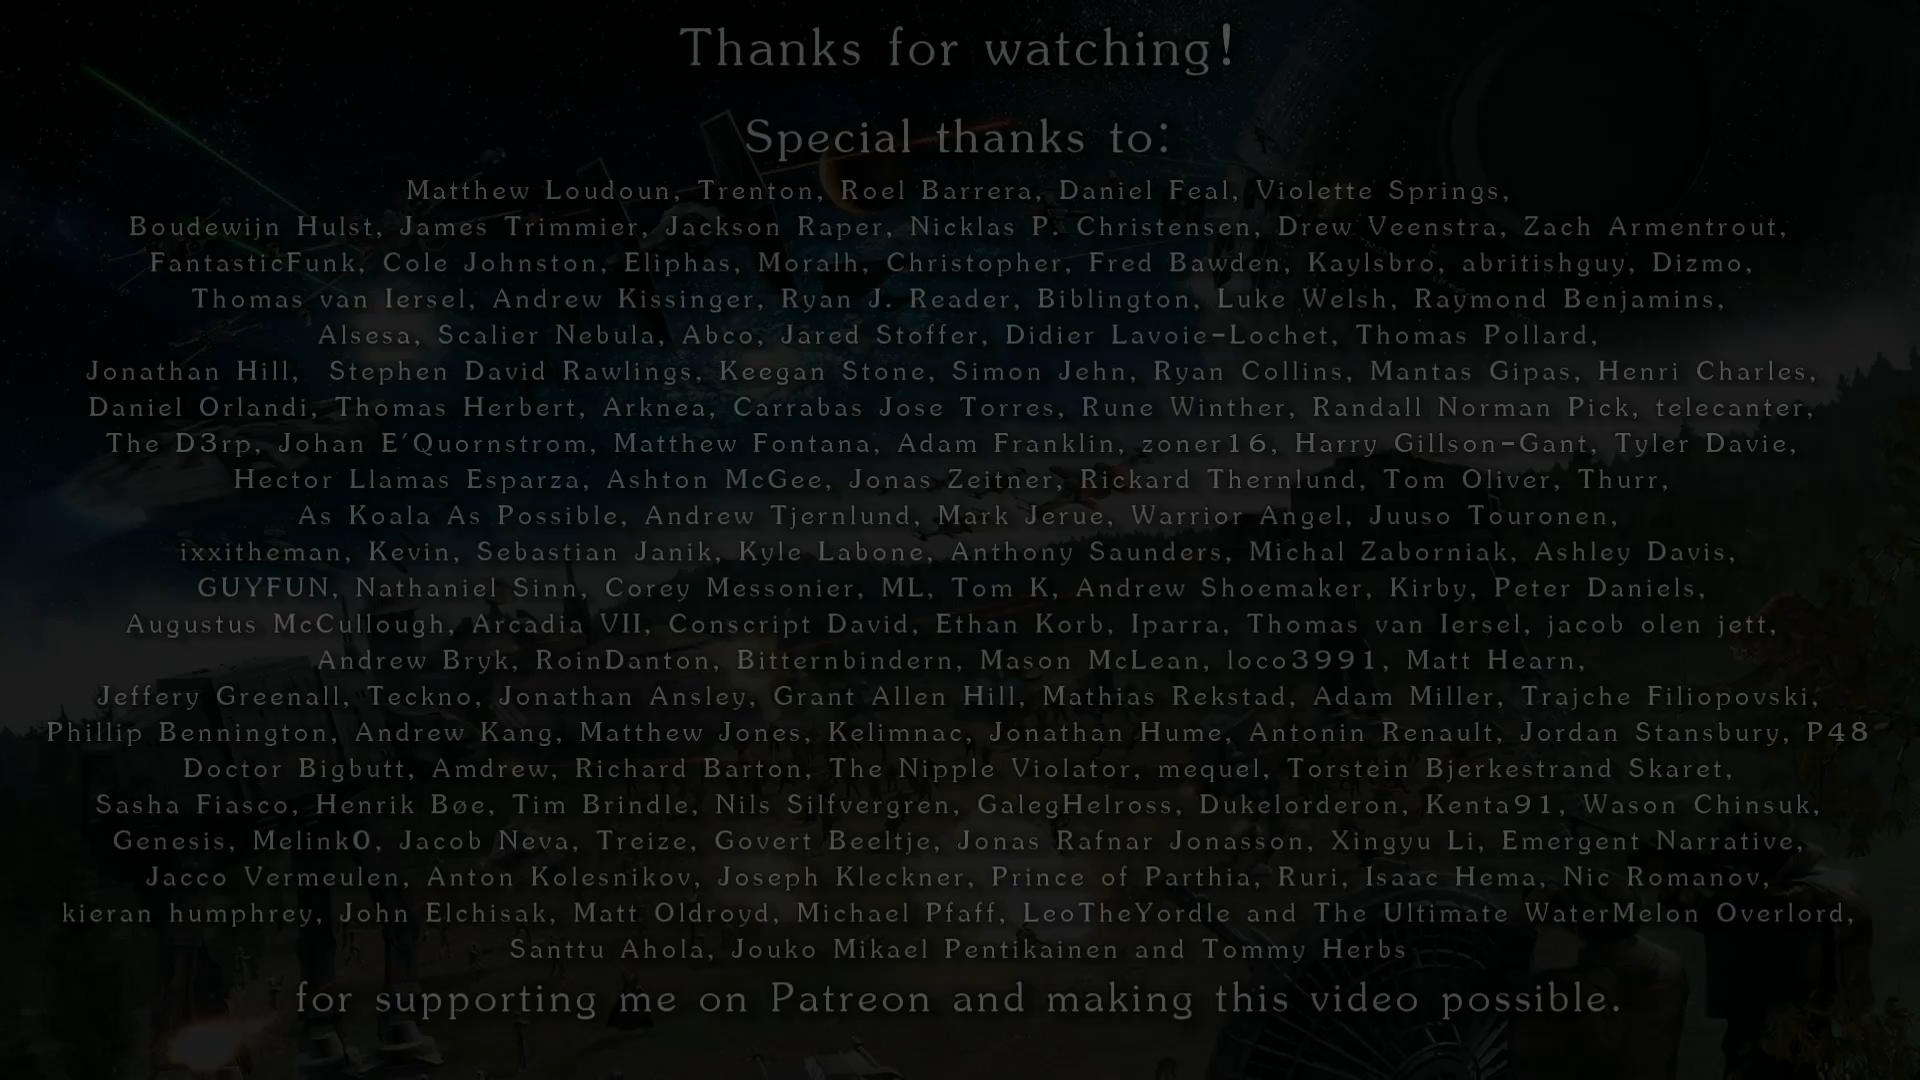 Thanks for watching!
Special thanks to:
Matthew Loudoun, Trenton, Roel Barrera, Daniel Feal, Violette Springs,
Boudewijn Hulst, James Trimmier, Jackson Raper, Nicklas P. Christensen, Drew Veenstra, Zach Armentrout,
FantasticFunk, Cole Johnston, Eliphas, Moralh, Christopher, Fred Bawden, Kaylsbro, abritishguy, Dizmo,
Thomas van Iersel, Andrew Kissinger, Ryan J. Reader, Biblington, Luke Welsh, Raymond Benjamins,
Alsesa, Scalier Nebula, Abco, Jared Stoffer, Didier Lavoie-Lochet, Thomas Pollard,
Jonathan Hill, Stephen David Rawlings, Keegan Stone, Simon Jehn, Ryan Collins, Mantas Gipas, Henri Charles,
Daniel Orlandi, Thomas Herbert, Arknea, Carrabas Jose Torres, Rune Winther, Randall Norman Pick, telecanter,
The D3rp, Johan E'Quornstrom, Matthew Fontana, Adam Franklin, zoner16, Harry Gillson-Gant, Tyler Davie,
Hector Llamas Esparza, Ashton McGee, Jonas Zeitner, Rickard Thernlund, Tom Oliver, Thurr,
As Koala As Possible, Andrew Tjernlund, Mark Jerue, Warrior Angel, Juuso Touronen,
ixxitheman, Kevin, Sebastian Janik, Kyle Labone, Anthony Saunders, Michal Zaborniak, Ashley Davis,
GUYFUN, Nathaniel Sinn, Corey Messonier, ML, Tom K, Andrew Shoemaker, Kirby, Peter Daniels,
Augustus McCullough, Arcadia VII, Conscript David, Ethan Korb, Iparra, Thomas van Iersel, jacob olen jett,
Andrew Bryk, RoinDanton, Bitternbindern, Mason McLean, loco3991, Matt Hearn,
Jeffery Greenall, Teckno, Jonathan Ansley, Grant Allen Hill, Mathias Rekstad, Adam Miller, Trajche Filiopovski,
Phillip Bennington, Andrew Kang, Matthew Jones, Kelimnac, Jonathan Hume, Antonin Renault, Jordan Stansbury, P48
Doctor Bigbutt, Amdrew, Richard Barton, The Nipple Violator, mequel, Torstein Bjerkestrand Skaret,
Sasha Fiasco, Henrik Bøe, Tim Brindle, Nils Silfvergren, GalegHelross, Dukelorderon, Kenta91, Wason Chinsuk,
Genesis, Melink0, Jacob Neva, Treize, Govert Beeltje, Jonas Rafnar Jonasson, Xingyu Li, Emergent Narrative,
Jacco Vermeulen, Anton Kolesnikov, Joseph Kleckner, Prince of Parthia, Ruri, Isaac Hema, Nic Romanov,
kieran humphrey, John Elchisak, Matt Oldroyd, Michael Pfaff, LeoTheYordle and The Ultimate WaterMelon Overlord,
Santtu Ahola, Jouko Mikael Pentikainen and Tommy Herbs
for supporting me on Patreon and making this video possible.